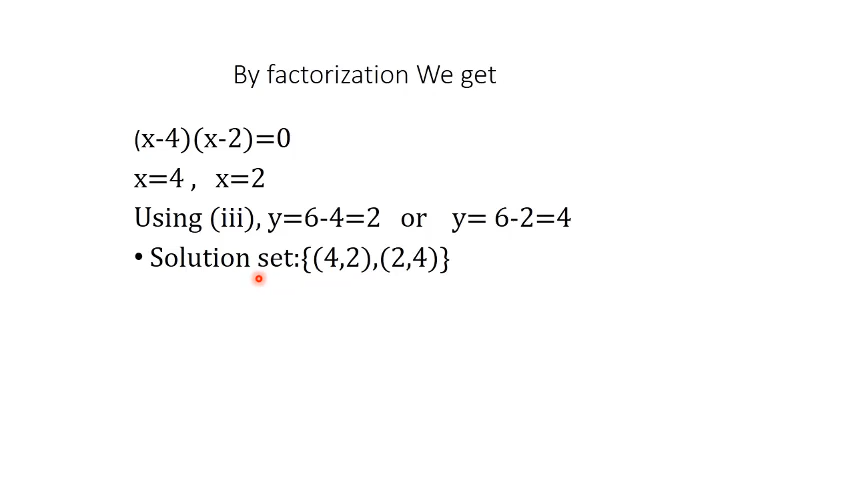 By factorization We get
(x-4)(x-2)=0
x=4 , x=2
Using (iii), y=6-4=2 or y= 6-2=4
• Solution set:{(4,2),(2,4)}